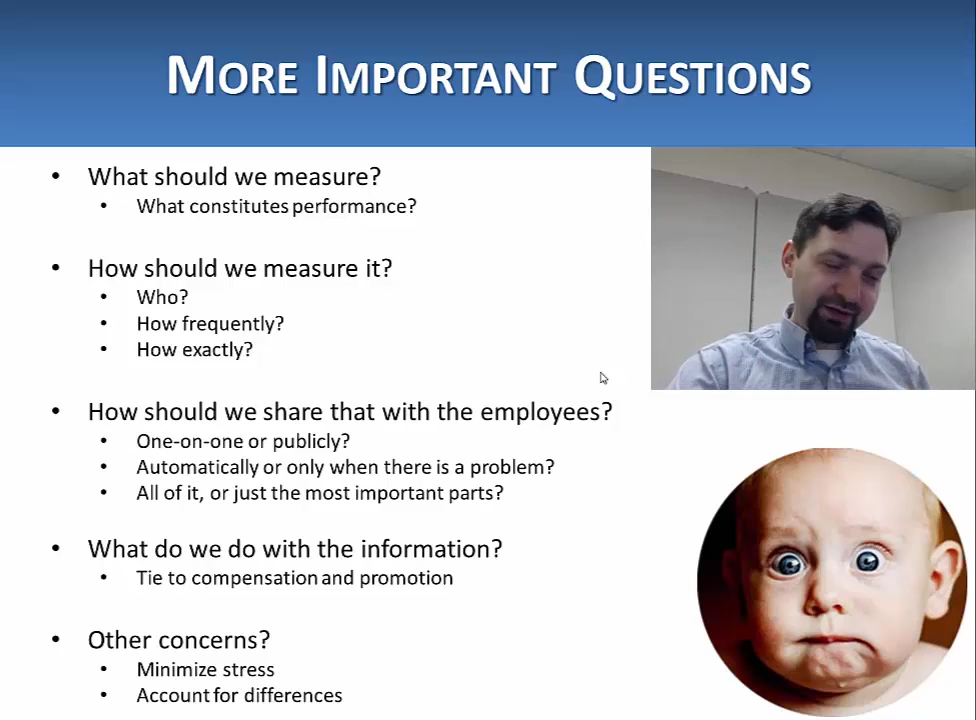 MORE IMPORTANT QUESTIONS
• What should we measure?
• What constitutes performance?
• How should we measure it?
• Who?
• How frequently?
• How exactly?
• How should we share that with the employees?
• One-on-one or publicly?
• Automatically or only when there is a problem?
• All of it, or just the most important parts?
• What do we do with the information?
• Tie to compensation and promotion
• Other concerns?
• Minimize stress
• Account for differences